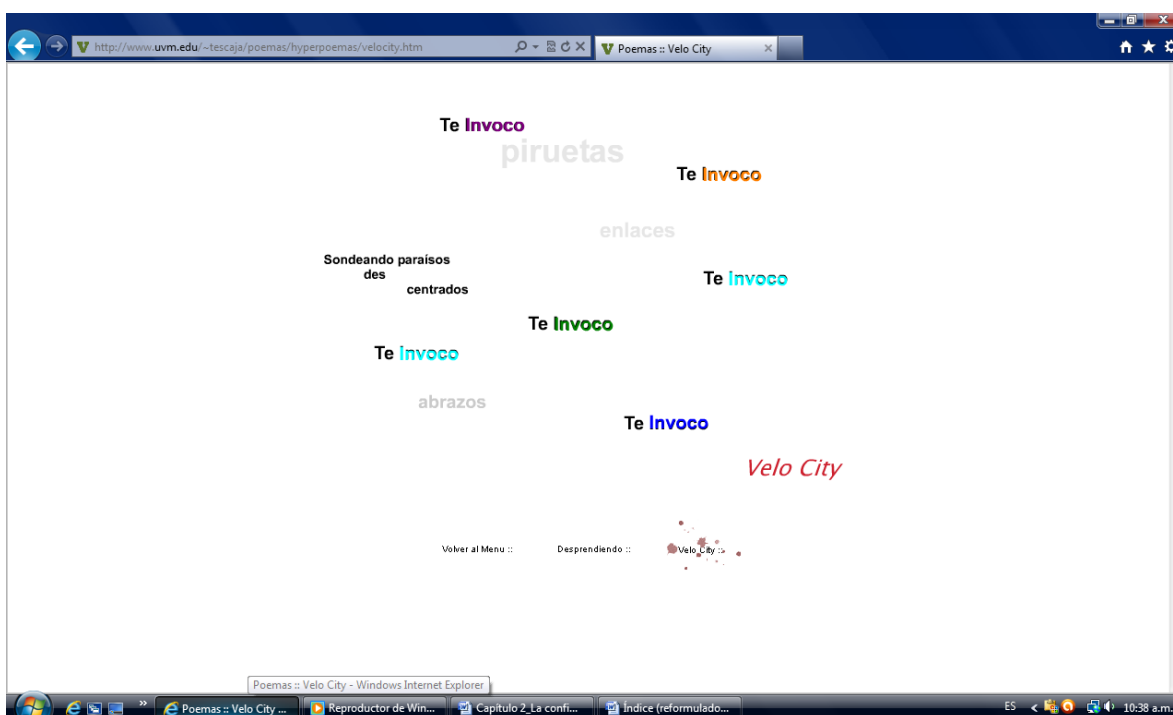 http://www.uvm.edu/~tescaja/poemas/hyperpoemas/velocity.htm
Poemas :: Velo City
Te Invoco
piruetas
Te Invoco
enlaces
Sondeando paraísos
des
centrados
Te Invoco
Te Invoco
Te Invoco
abrazos
Te Invoco
Velo City
Volver al Menu :: Desprendiendo :: Velo City ::
Poemas :: Velo City - Windows Internet Explorer
Poemas :: Velo City ... Reproductor de Win... Capitulo 2_La confi... Índice (reformulado... ES 10:38 a.m.